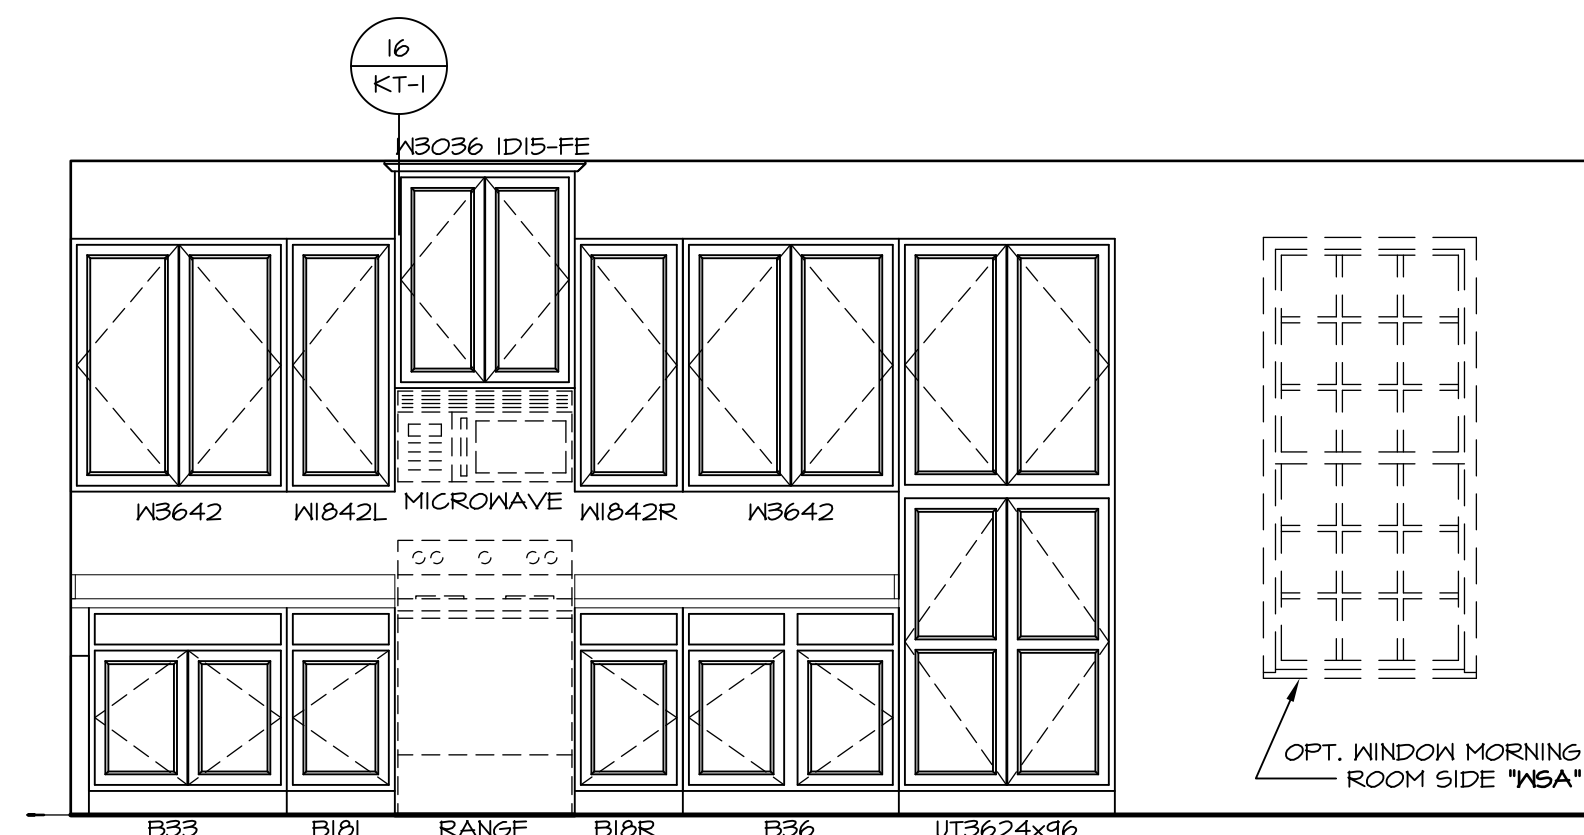 16
KT-1
W3036 1D15-FE
W3642
W1842L
MICROWAVE
W1842R
W3642
OPT. WINDOW MORNING
ROOM SIDE "WSA"
B33
B18L
RANGE
B18R
B36
UT3624x96